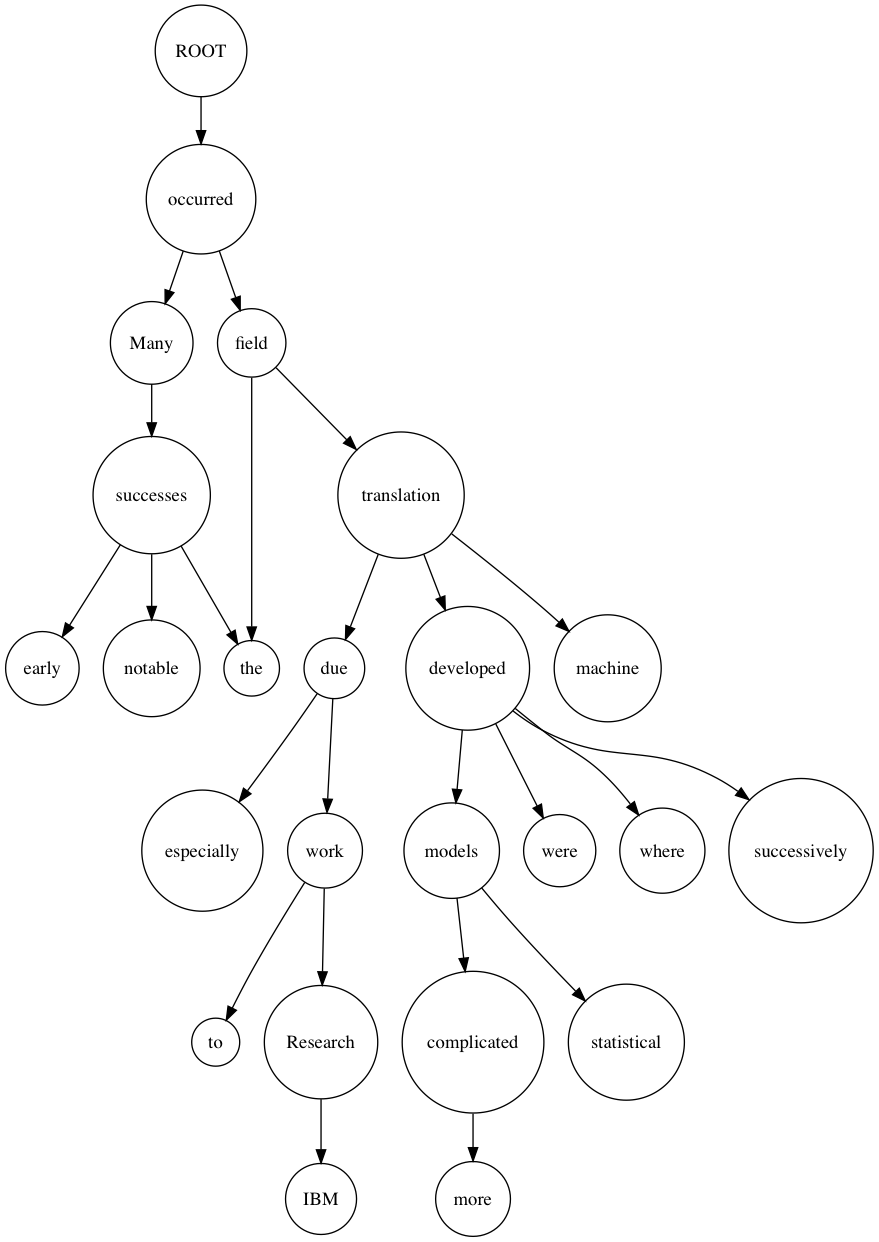 ROOT
occurred
Many
field
successes
translation
early
notable
the
due
developed
machine
especially
work
models
were
where
successively
to
Research
complicated
statistical
IBM
more